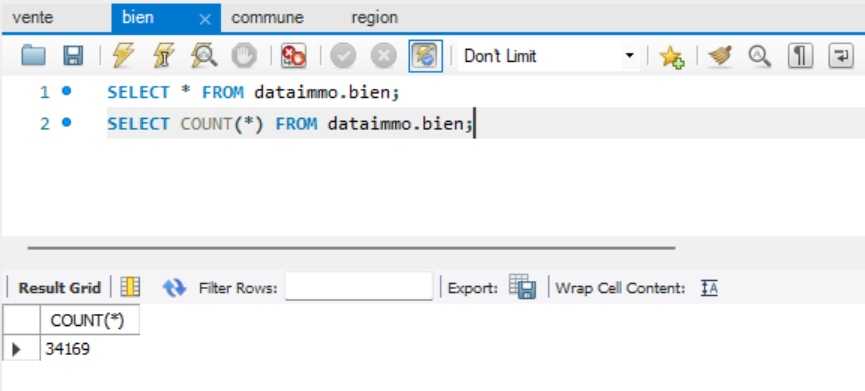 vente bien × commune region
Don't Limit
1 SELECT * FROM dataimmo.bien;
2 SELECT COUNT(*) FROM dataimmo.bien;
Result Grid Filter Rows: Export: Wrap Cell Content: IA
COUNT(*)
34169